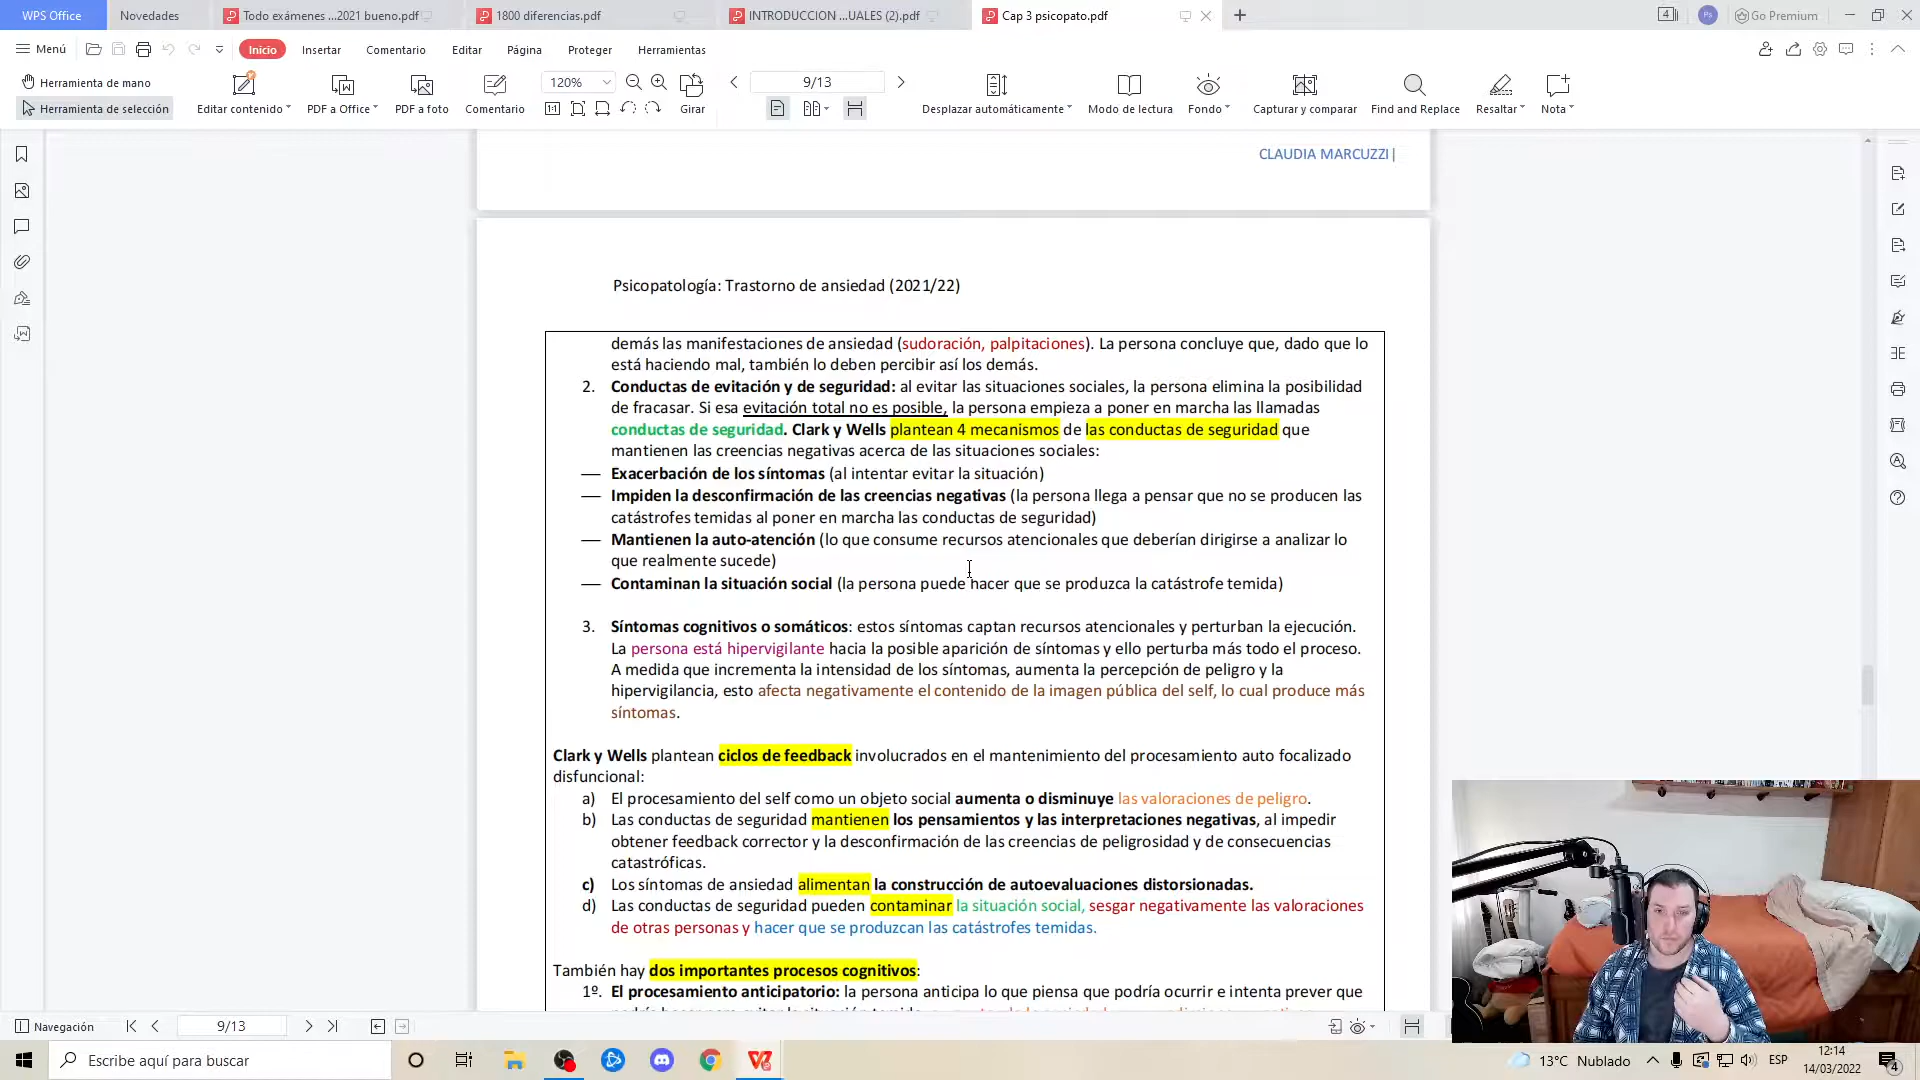 WPS Office
Novedades
Todo exámenes ...2021 bueno.pdf
1800 diferencias.pdf
INTRODUCCION ...UALES (2).pdf
Cap 3 psicopato.pdf
4
Ps
Go Premium
Menú
Inicio
Insertar
Comentario
Editar
Página
Proteger
Herramientas
Herramienta de mano
Herramienta de selección
Editar contenido
PDF a Office
PDF a foto
Comentario
120%
Girar
9/13
Desplazar automáticamente
Modo de lectura
Fondo
Capturar y comparar
Find and Replace
Resaltar
Nota
CLAUDIA MARCUZZI|
Psicopatología: Trastorno de ansiedad (2021/22)
demás las manifestaciones de ansiedad (sudoración, palpitaciones). La persona concluye que, dado que lo
está haciendo mal, también lo deben percibir así los demás.
2. Conductas de evitación y de seguridad: al evitar las situaciones sociales, la persona elimina la posibilidad
de fracasar. Si esa evitación total no es posible, la persona empieza a poner en marcha las llamadas
conductas de seguridad. Clark y Wells plantean 4 mecanismos de las conductas de seguridad que
mantienen las creencias negativas acerca de las situaciones sociales:
— Exacerbación de los síntomas (al intentar evitar la situación)
— Impiden la desconfirmación de las creencias negativas (la persona llega a pensar que no se producen las
catástrofes temidas al poner en marcha las conductas de seguridad)
— Mantienen la auto-atención (lo que consume recursos atencionales que deberían dirigirse a analizar lo
que realmente sucede)
— Contaminan la situación social (la persona puede hacer que se produzca la catástrofe temida)
3. Síntomas cognitivos o somáticos: estos síntomas captan recursos atencionales y perturban la ejecución.
La persona está hipervigilante hacia la posible aparición de síntomas y ello perturba más todo el proceso.
A medida que incrementa la intensidad de los síntomas, aumenta la percepción de peligro y la
hipervigilancia, esto afecta negativamente el contenido de la imagen pública del self, lo cual produce más
síntomas.
Clark y Wells plantean ciclos de feedback involucrados en el mantenimiento del procesamiento auto focalizado
disfuncional:
a) El procesamiento del self como un objeto social aumenta o disminuye las valoraciones de peligro.
b) Las conductas de seguridad mantienen los pensamientos y las interpretaciones negativas, al impedir
obtener feedback corrector y la desconfirmación de las creencias de peligrosidad y de consecuencias
catastróficas.
c) Los síntomas de ansiedad alimentan la construcción de autoevaluaciones distorsionadas.
d) Las conductas de seguridad pueden contaminar la situación social, sesgar negativamente las valoraciones
de otras personas y hacer que se produzcan las catástrofes temidas.
También hay dos importantes procesos cognitivos:
1º. El procesamiento anticipatorio: la persona anticipa lo que piensa que podría ocurrir e intenta prever que
Navegación
9/13
Escribe aquí para buscar
13°C Nublado
ESP
12:14
14/03/2022
4